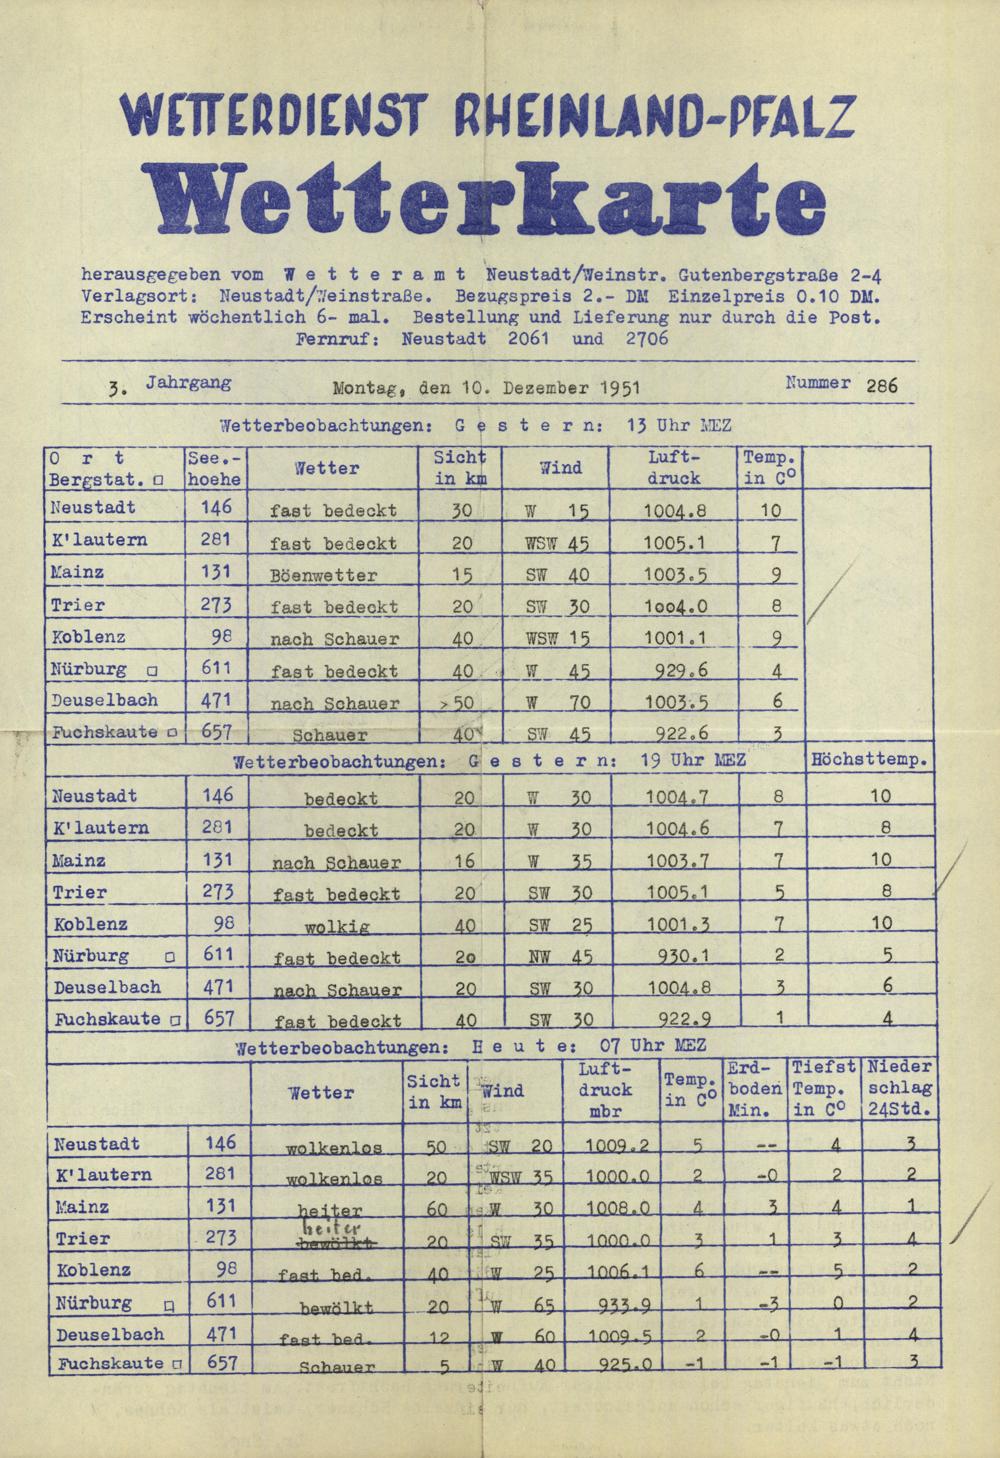 WETTERDIENST RHEINLAND-PFALZ
Wetterkarte
herausgegeben vom W e t t e r a m t Neustadt/Weinstr. Gutenbergstraße 2-4
Verlagsort: Neustadt/Weinstraße. Bezugspreis 2.- DM Einzelpreis 0.10 DM.
Erscheint wöchentlich 6- mal. Bestellung und Lieferung nur durch die Post.
Fernruf: Neustadt 2061 und 2706
3. Jahrgang Montag, den 10. Dezember 1951 Nummer 286
Wetterbeobachtungen: G e s t e r n: 13 Uhr MEZ
O r t See.- Wetter Sicht Wind Luft- Temp.
Bergstat. □ hoehe in km druck in C°
Neustadt 146 fast bedeckt 30 W 15 1004.8 10
K'lautern 281 fast bedeckt 20 WSW 45 1005.1 7
Mainz 131 Böenwetter 15 SW 40 1003.5 9
Trier 273 fast bedeckt 20 SW 30 1oo4.0 8
Koblenz 98 nach Schauer 40 WSW 15 1001.1 9
Nürburg □ 611 fast bedeckt 40 W 45 929.6 4
Deuselbach 471 nach Schauer >50 W 70 1003.5 6
Fuchskaute □ 657 Schauer 40 SW 45 922.6 3
Wetterbeobachtungen: G e s t e r n: 19 Uhr MEZ Höchsttemp.
Neustadt 146 bedeckt 20 W 30 1004.7 8 10
K'lautern 281 bedeckt 20 W 30 1004.6 7 8
Mainz 131 nach Schauer 16 W 35 1003.7 7 10
Trier 273 fast bedeckt 20 SW 30 1005.1 5 8
Koblenz 98 wolkig 40 SW 25 1001.3 7 10
Nürburg □ 611 fast bedeckt 2o NW 45 930.1 2 5
Deuselbach 471 nach Schauer 20 SW 30 1004.8 3 6
Fuchskaute □ 657 fast bedeckt 40 SW 30 922.9 1 4
Wetterbeobachtungen: H e u t e: 07 Uhr MEZ
Wetter Sicht in km Wind Luft- druck mbr Temp. in C° Erd- boden Min. Tiefst Temp. in C° Nieder schlag 24Std.
Neustadt 146 wolkenlos 50 SW 20 1009.2 5 -- 4 3
K'lautern 281 wolkenlos 20 WSW 35 1000.0 2 -0 2 2
Mainz 131 heiter 60 W 30 1008.0 4 3 4 1
heiter
Trier 273 bewölkt 20 SW 35 1000.0 3 1 3 4
Koblenz 98 fast bed. 40 W 25 1006.1 6 -- 5 2
Nürburg □ 611 bewölkt 20 W 65 933.9 1 -3 0 2
Deuselbach 471 fast bed. 12 W 60 1009.5 2 -0 1 4
Fuchskaute □ 657 Schauer 5 W 40 925.0 -1 -1 -1 3